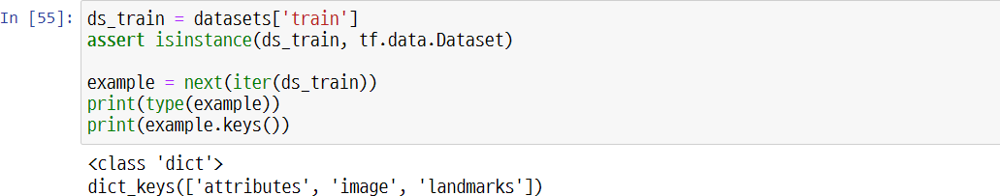 In [55]: ds_train = datasets['train']
assert isinstance(ds_train, tf.data.Dataset)
example = next(iter(ds_train))
print(type(example))
print(example.keys())
<class 'dict'>
dict_keys(['attributes', 'image', 'landmarks'])